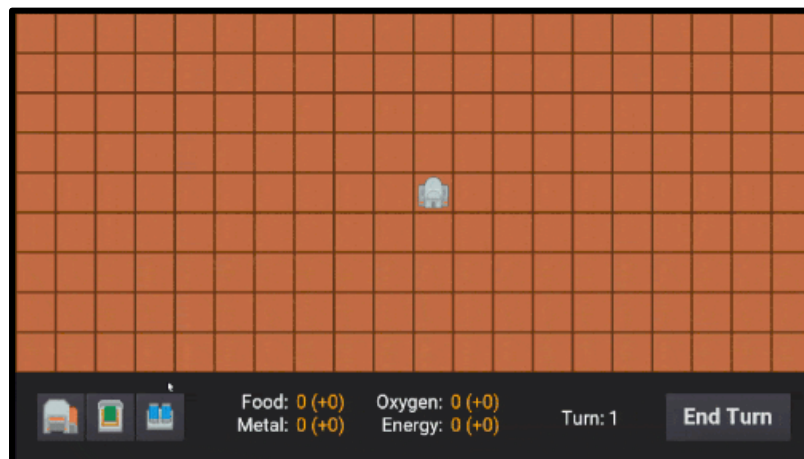 Food: 0 (+0) Oxygen: 0 (+0)
Metal: 0 (+0) Energy: 0 (+0)
Turn: 1
End Turn